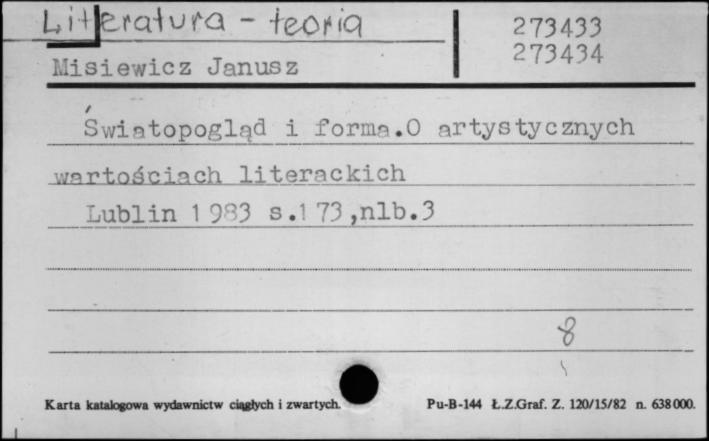 Literatura - teoria
273433
273434
Misiewicz Janusz
Światopogląd i forma.O artystycznych
wartościach literackich
Lublin 1983 s.173,nlb.3
8
Karta katalogowa wydawnictw ciągłych i zwartych.
Pu-B-144 Ł.Z.Graf. Z. 120/15/82 n. 638000.